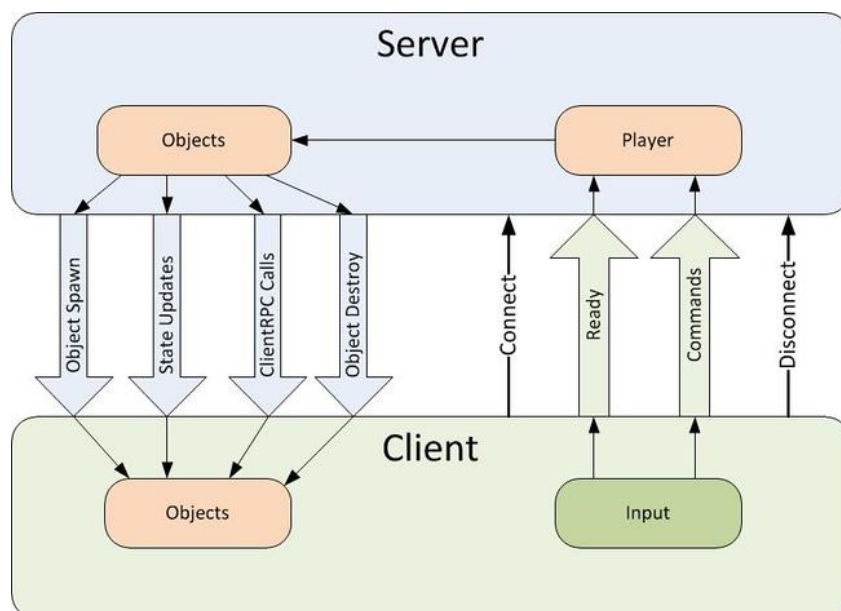 Server
Objects
Player
Object Spawn
State Updates
ClientRPC Calls
Object Destroy
Connect
Ready
Commands
Disconnect
Client
Objects
Input